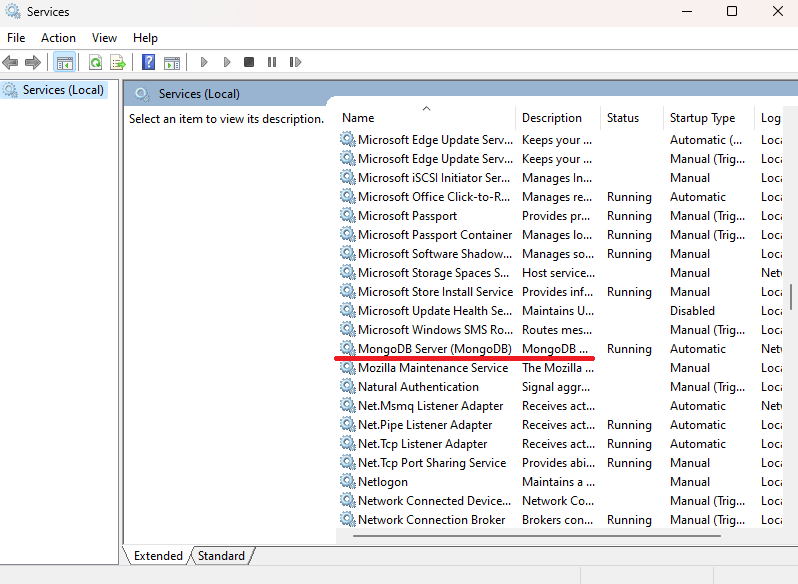 Services
File Action View Help
Services (Local)
Services (Local)
Select an item to view its description.
Name Description Status Startup Type Log
Microsoft Edge Update Serv... Keeps your ... Automatic (... Loca
Microsoft Edge Update Serv... Keeps your ... Manual (Trig... Loca
Microsoft iSCSI Initiator Ser... Manages In... Manual Loca
Microsoft Office Click-to-R... Manages re... Running Automatic Loca
Microsoft Passport Provides pr... Running Manual (Trig... Loca
Microsoft Passport Container Manages lo... Running Manual (Trig... Loca
Microsoft Software Shadow... Manages so... Running Manual Loca
Microsoft Storage Spaces S... Host service... Manual Netw
Microsoft Store Install Service Provides inf... Running Manual Loca
Microsoft Update Health Se... Maintains U... Disabled Loca
Microsoft Windows SMS Ro... Routes mes... Manual (Trig... Loca
MongoDB Server (MongoDB) MongoDB ... Running Automatic Netw
Mozilla Maintenance Service The Mozilla ... Manual Loca
Natural Authentication Signal aggr... Manual (Trig... Loca
Net.Msmq Listener Adapter Receives act... Automatic Netw
Net.Pipe Listener Adapter Receives act... Running Automatic Loca
Net.Tcp Listener Adapter Receives act... Running Automatic Loca
Net.Tcp Port Sharing Service Provides abi... Running Manual Loca
Netlogon Maintains a ... Manual Loca
Network Connected Device... Network Co... Manual (Trig... Loca
Network Connection Broker Brokers con... Running Manual (Trig... Loca
Extended Standard